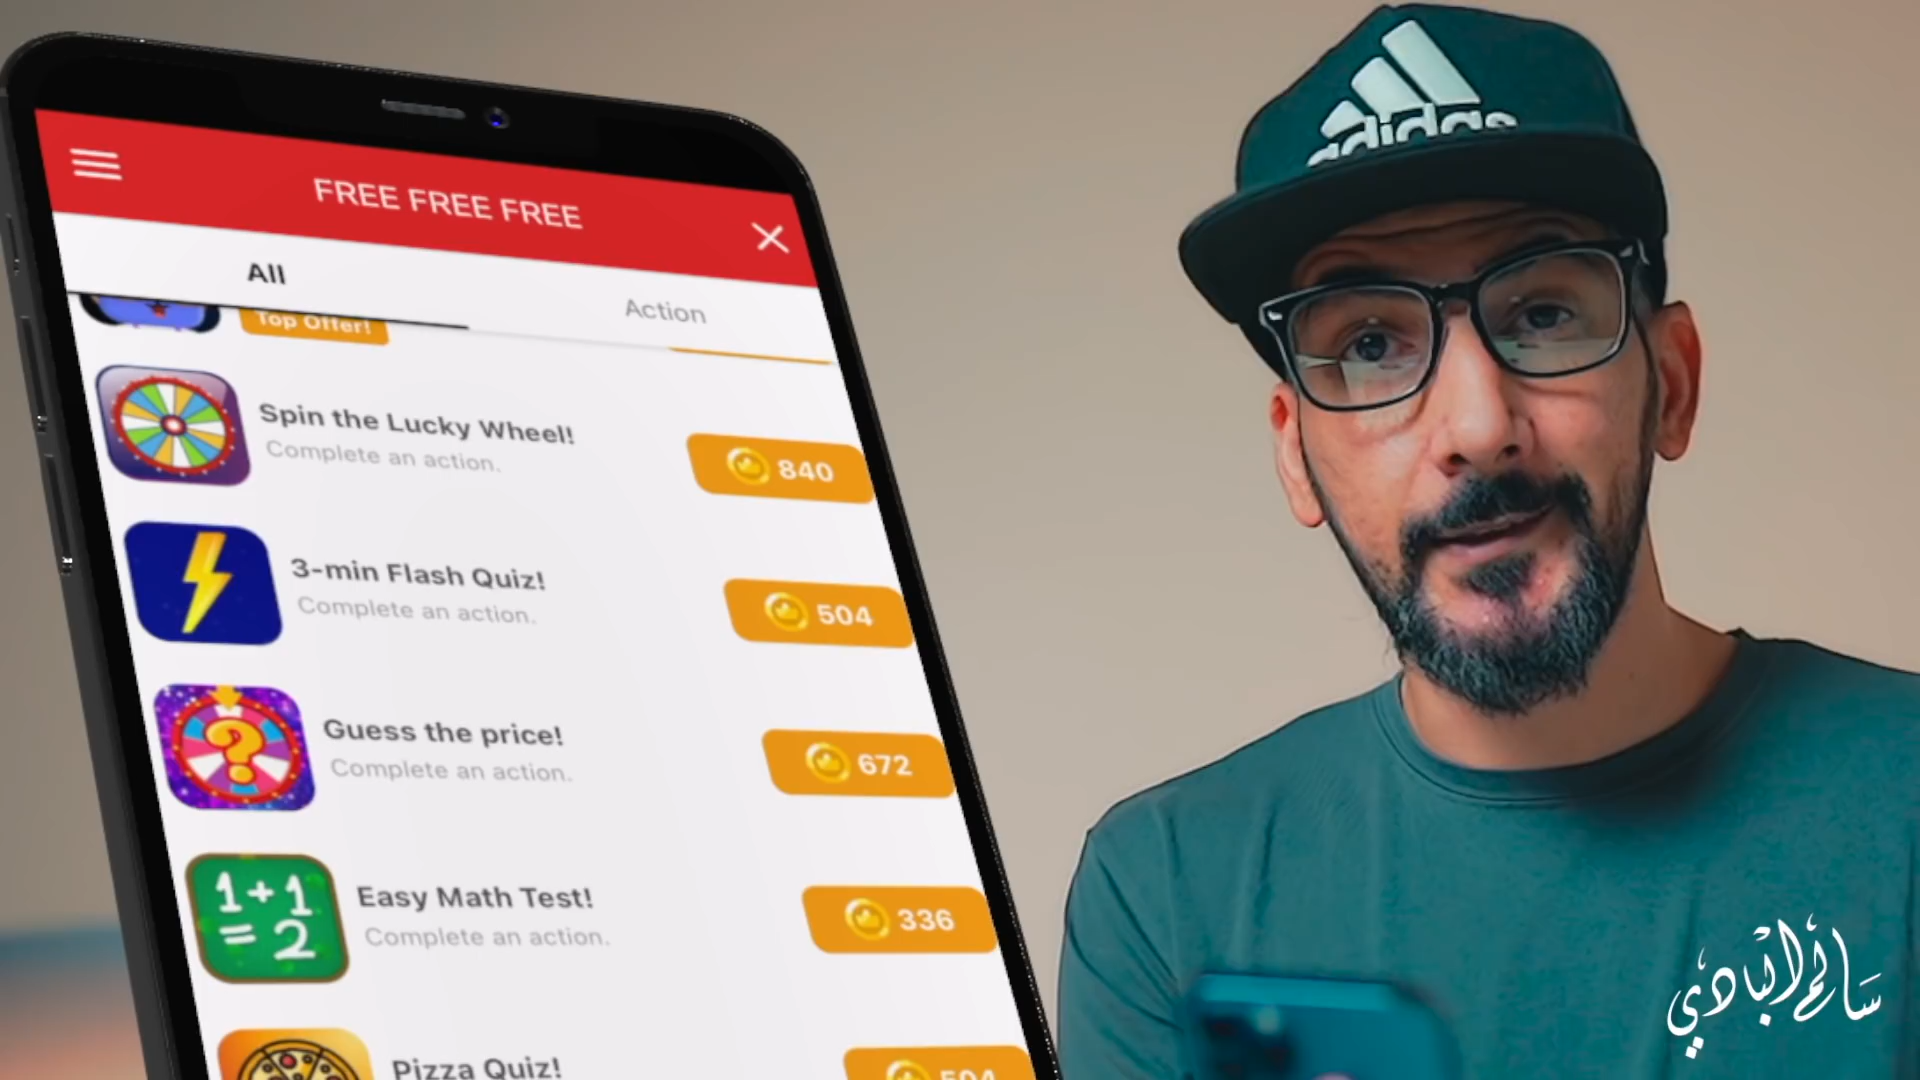 FREE FREE FREE
All
Action
Top Offer!
Spin the Lucky Wheel!
Complete an action.
840
3-min Flash Quiz!
Complete an action.
504
Guess the price!
Complete an action.
672
Easy Math Test!
Complete an action.
336
1+1
= 2
Pizza Quiz!
504
adidas
سالم البادي